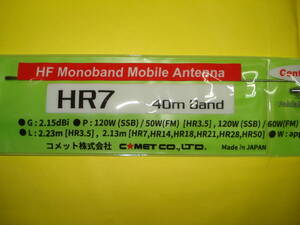 HF Monoband Mobile Antenna
HR7 40m Band
● G : 2.15dBi ● P : 120W (SSB) / 50W(FM) [HR3.5] , 120W (SSB) / 60W(FM)
● L : 2.23m [HR3.5] , 2.13m [HR7,HR14,HR18,HR21,HR28,HR50] ● W :
コメット株式会社 COMET CO.,LTD. Made in JAPAN